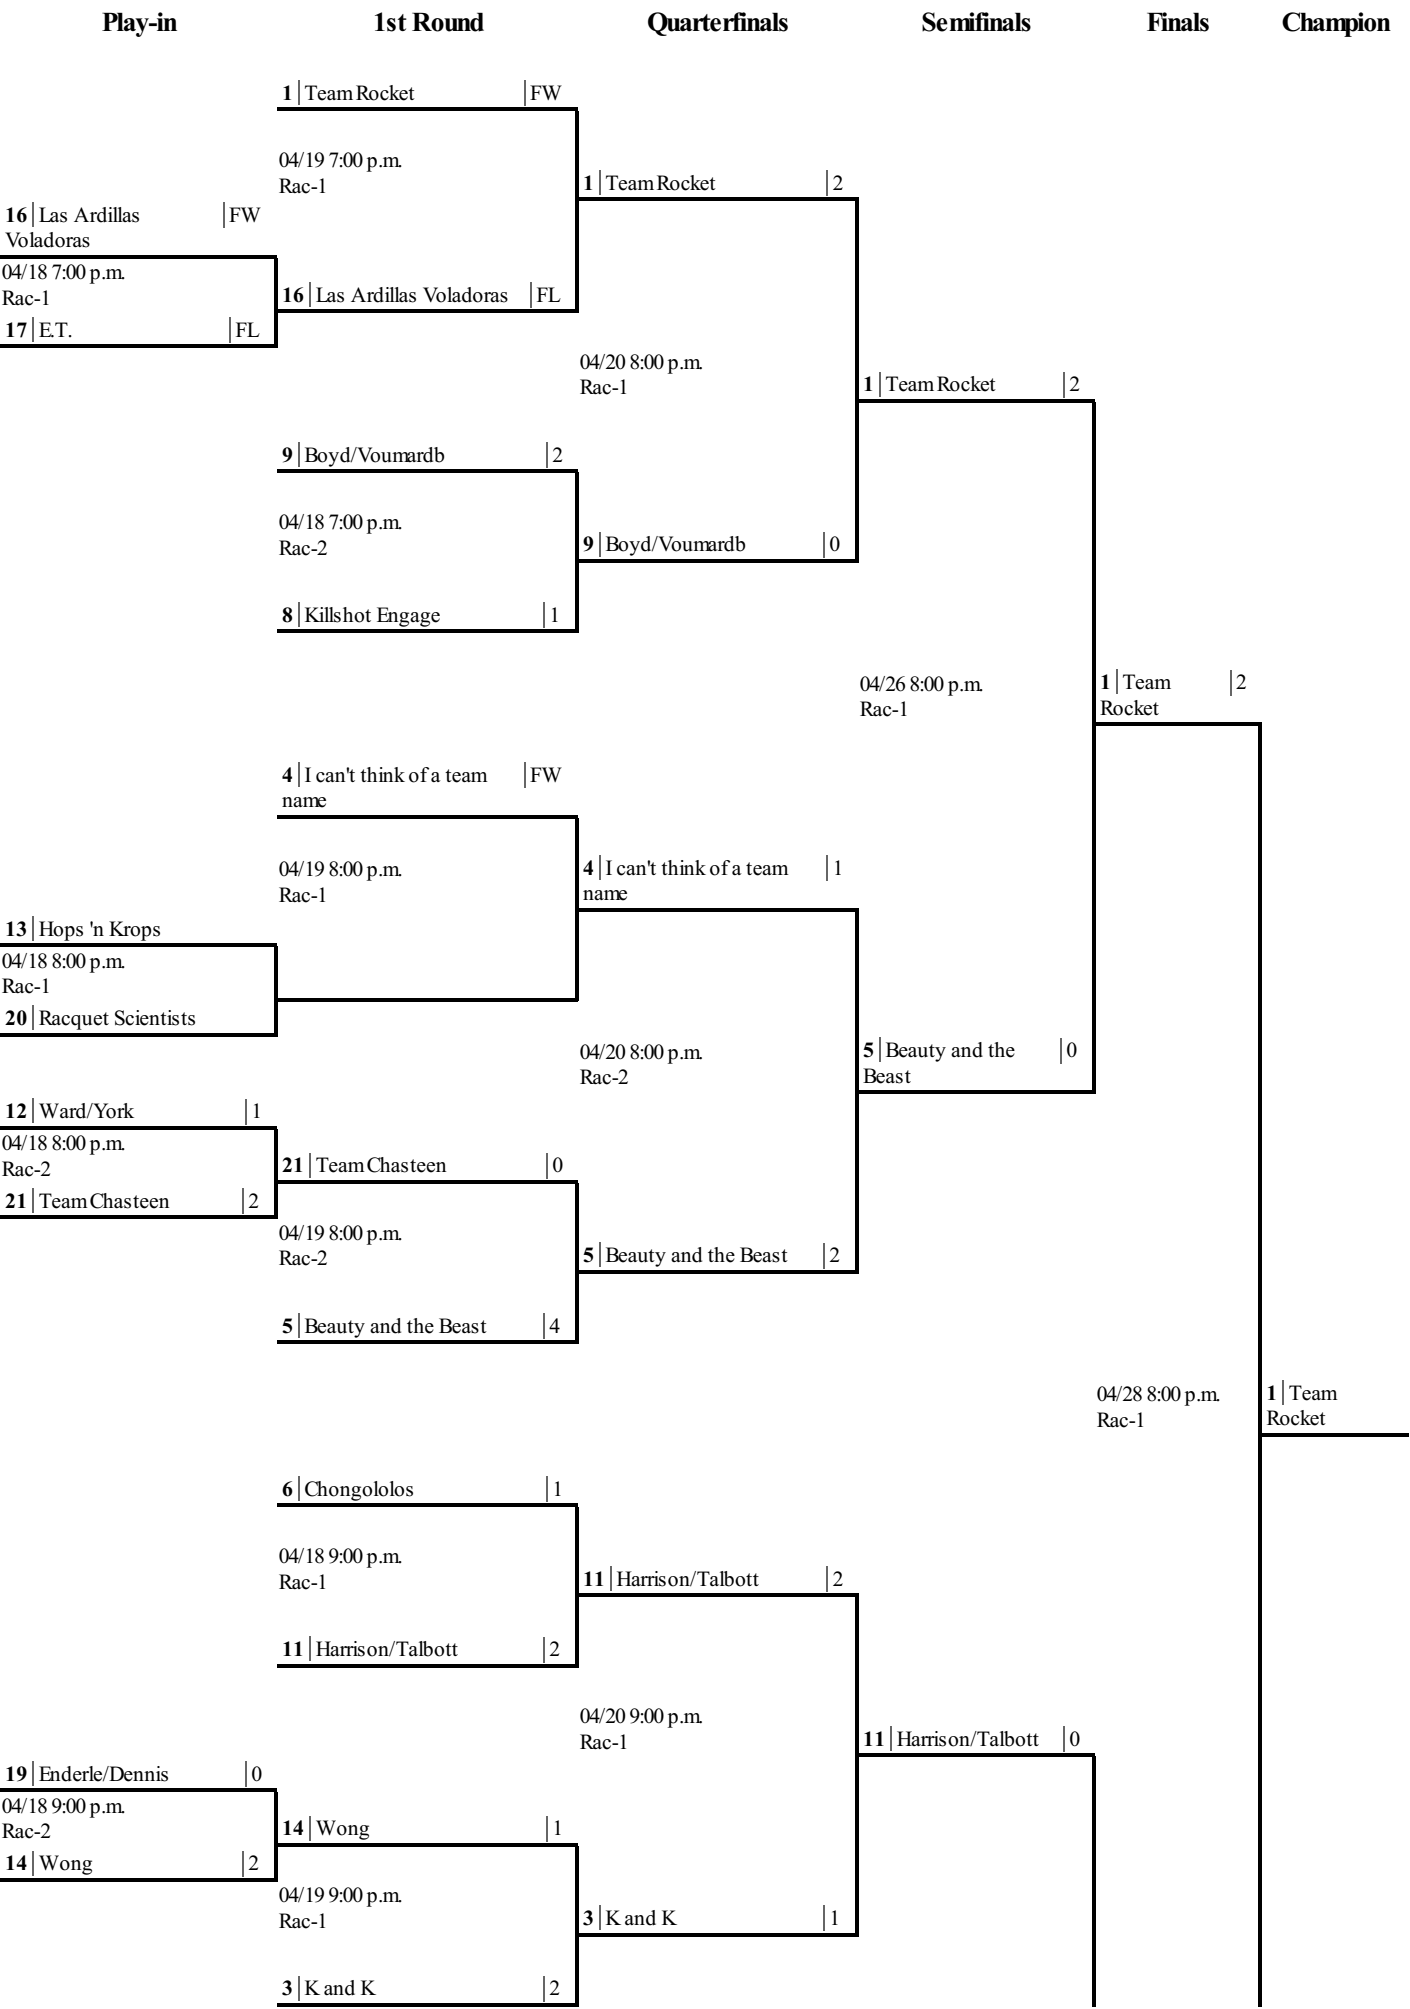 Play-in 1st Round Quarterfinals Semifinals Finals Champion
1 Team Rocket FW
04/19 7:00 p.m.
Rac-1
1 Team Rocket 2
16 Las Ardillas FW
Voladoras
04/18 7:00 p.m.
Rac-1
16 Las Ardillas Voladoras FL
17 E.T. FL
04/20 8:00 p.m.
Rac-1
1 Team Rocket 2
9 Boyd/Voumardb 2
04/18 7:00 p.m.
Rac-2
9 Boyd/Voumardb 0
8 Killshot Engage 1
04/26 8:00 p.m.
Rac-1
1 Team 2
Rocket
4 I can't think of a team FW
name
04/19 8:00 p.m.
Rac-1
4 I can't think of a team 1
name
13 Hops 'n Krops
04/18 8:00 p.m.
Rac-1
20 Racquet Scientists
04/20 8:00 p.m.
Rac-2
5 Beauty and the 0
Beast
12 Ward/York 1
04/18 8:00 p.m.
Rac-2
21 Team Chasteen 0
21 Team Chasteen 2
04/19 8:00 p.m.
Rac-2
5 Beauty and the Beast 2
5 Beauty and the Beast 4
04/28 8:00 p.m.
Rac-1
1 Team
Rocket
6 Chongololos 1
04/18 9:00 p.m.
Rac-1
11 Harrison/Talbott 2
11 Harrison/Talbott 2
04/20 9:00 p.m.
Rac-1
11 Harrison/Talbott 0
19 Enderle/Dennis 0
04/18 9:00 p.m.
Rac-2
14 Wong 1
14 Wong 2
04/19 9:00 p.m.
Rac-1
3 K and K 1
3 K and K 2